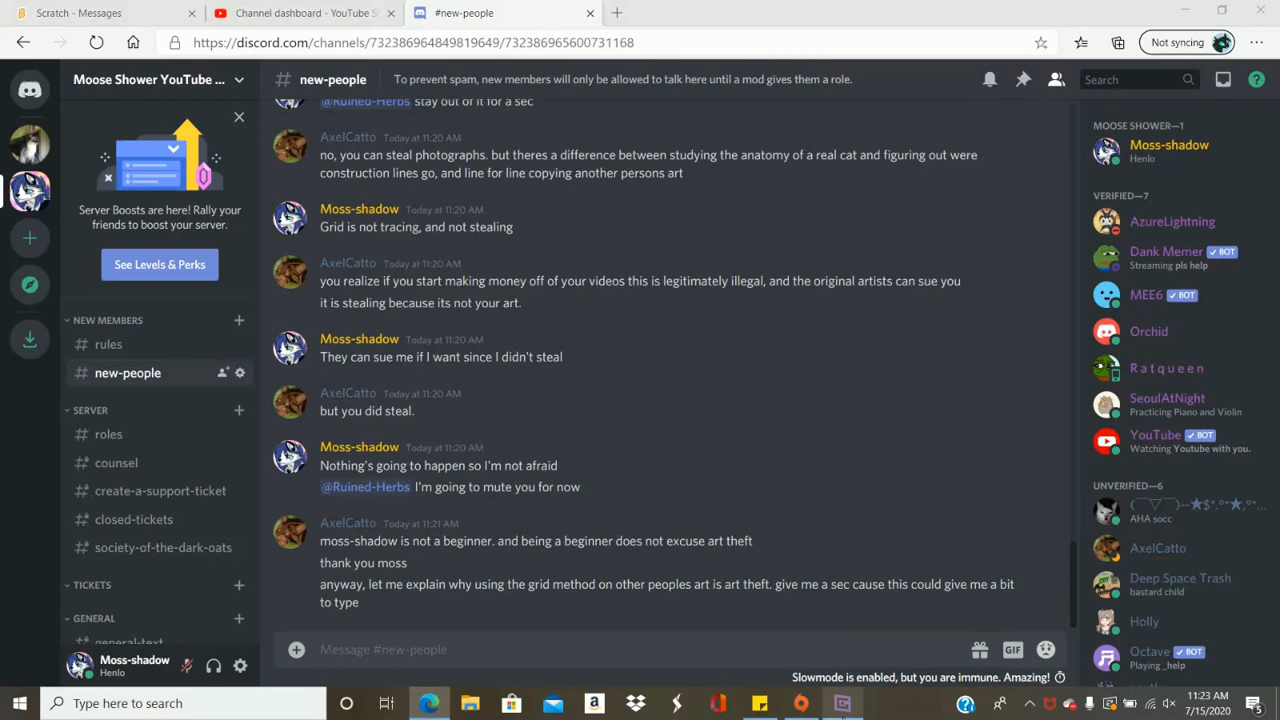 Scratch - Messages
Channel dashboard - YouTube S
#new-people
https://discord.com/channels/732386964849819649/732386965600731168
Not syncing
Moose Shower YouTube ...
new-people
To prevent spam, new members will only be allowed to talk here until a mod gives them a role.
Search
Server Boosts are here! Rally your
friends to boost your server.
See Levels & Perks
NEW MEMBERS
rules
new-people
SERVER
roles
counsel
create-a-support-ticket
closed-tickets
society-of-the-dark-oats
TICKETS
GENERAL
general-text
Moss-shadow
Henlo
@Ruined-Herbs stay out of it for a sec
AxelCatto Today at 11:20 AM
no, you can steal photographs. but theres a difference between studying the anatomy of a real cat and figuring out were
construction lines go, and line for line copying another persons art
Moss-shadow Today at 11:20 AM
Grid is not tracing, and not stealing
AxelCatto Today at 11:20 AM
you realize if you start making money off of your videos this is legitimately illegal, and the original artists can sue you
it is stealing because its not your art.
Moss-shadow Today at 11:20 AM
They can sue me if I want since I didn't steal
AxelCatto Today at 11:20 AM
but you did steal.
Moss-shadow Today at 11:20 AM
Nothing's going to happen so I'm not afraid
@Ruined-Herbs I'm going to mute you for now
AxelCatto Today at 11:21 AM
moss-shadow is not a beginner. and being a beginner does not excuse art theft
thank you moss
anyway, let me explain why using the grid method on other peoples art is art theft. give me a sec cause this could give me a bit
to type
Message #new-people
GIF
Slowmode is enabled, but you are immune. Amazing!
MOOSE SHOWER—1
Moss-shadow
Henlo
VERIFIED—7
AzureLightning
Dank Memer BOT
Streaming pls help
MEE6 BOT
Orchid
R a t q u e e n
SeoulAtNight
Practicing Piano and Violin
YouTube BOT
Watching Youtube with you.
UNVERIFIED—6
AHA socc
AxelCatto
Deep Space Trash
bastard child
Holly
Octave BOT
Playing _help
Type here to search
11:23 AM
7/15/2020
5